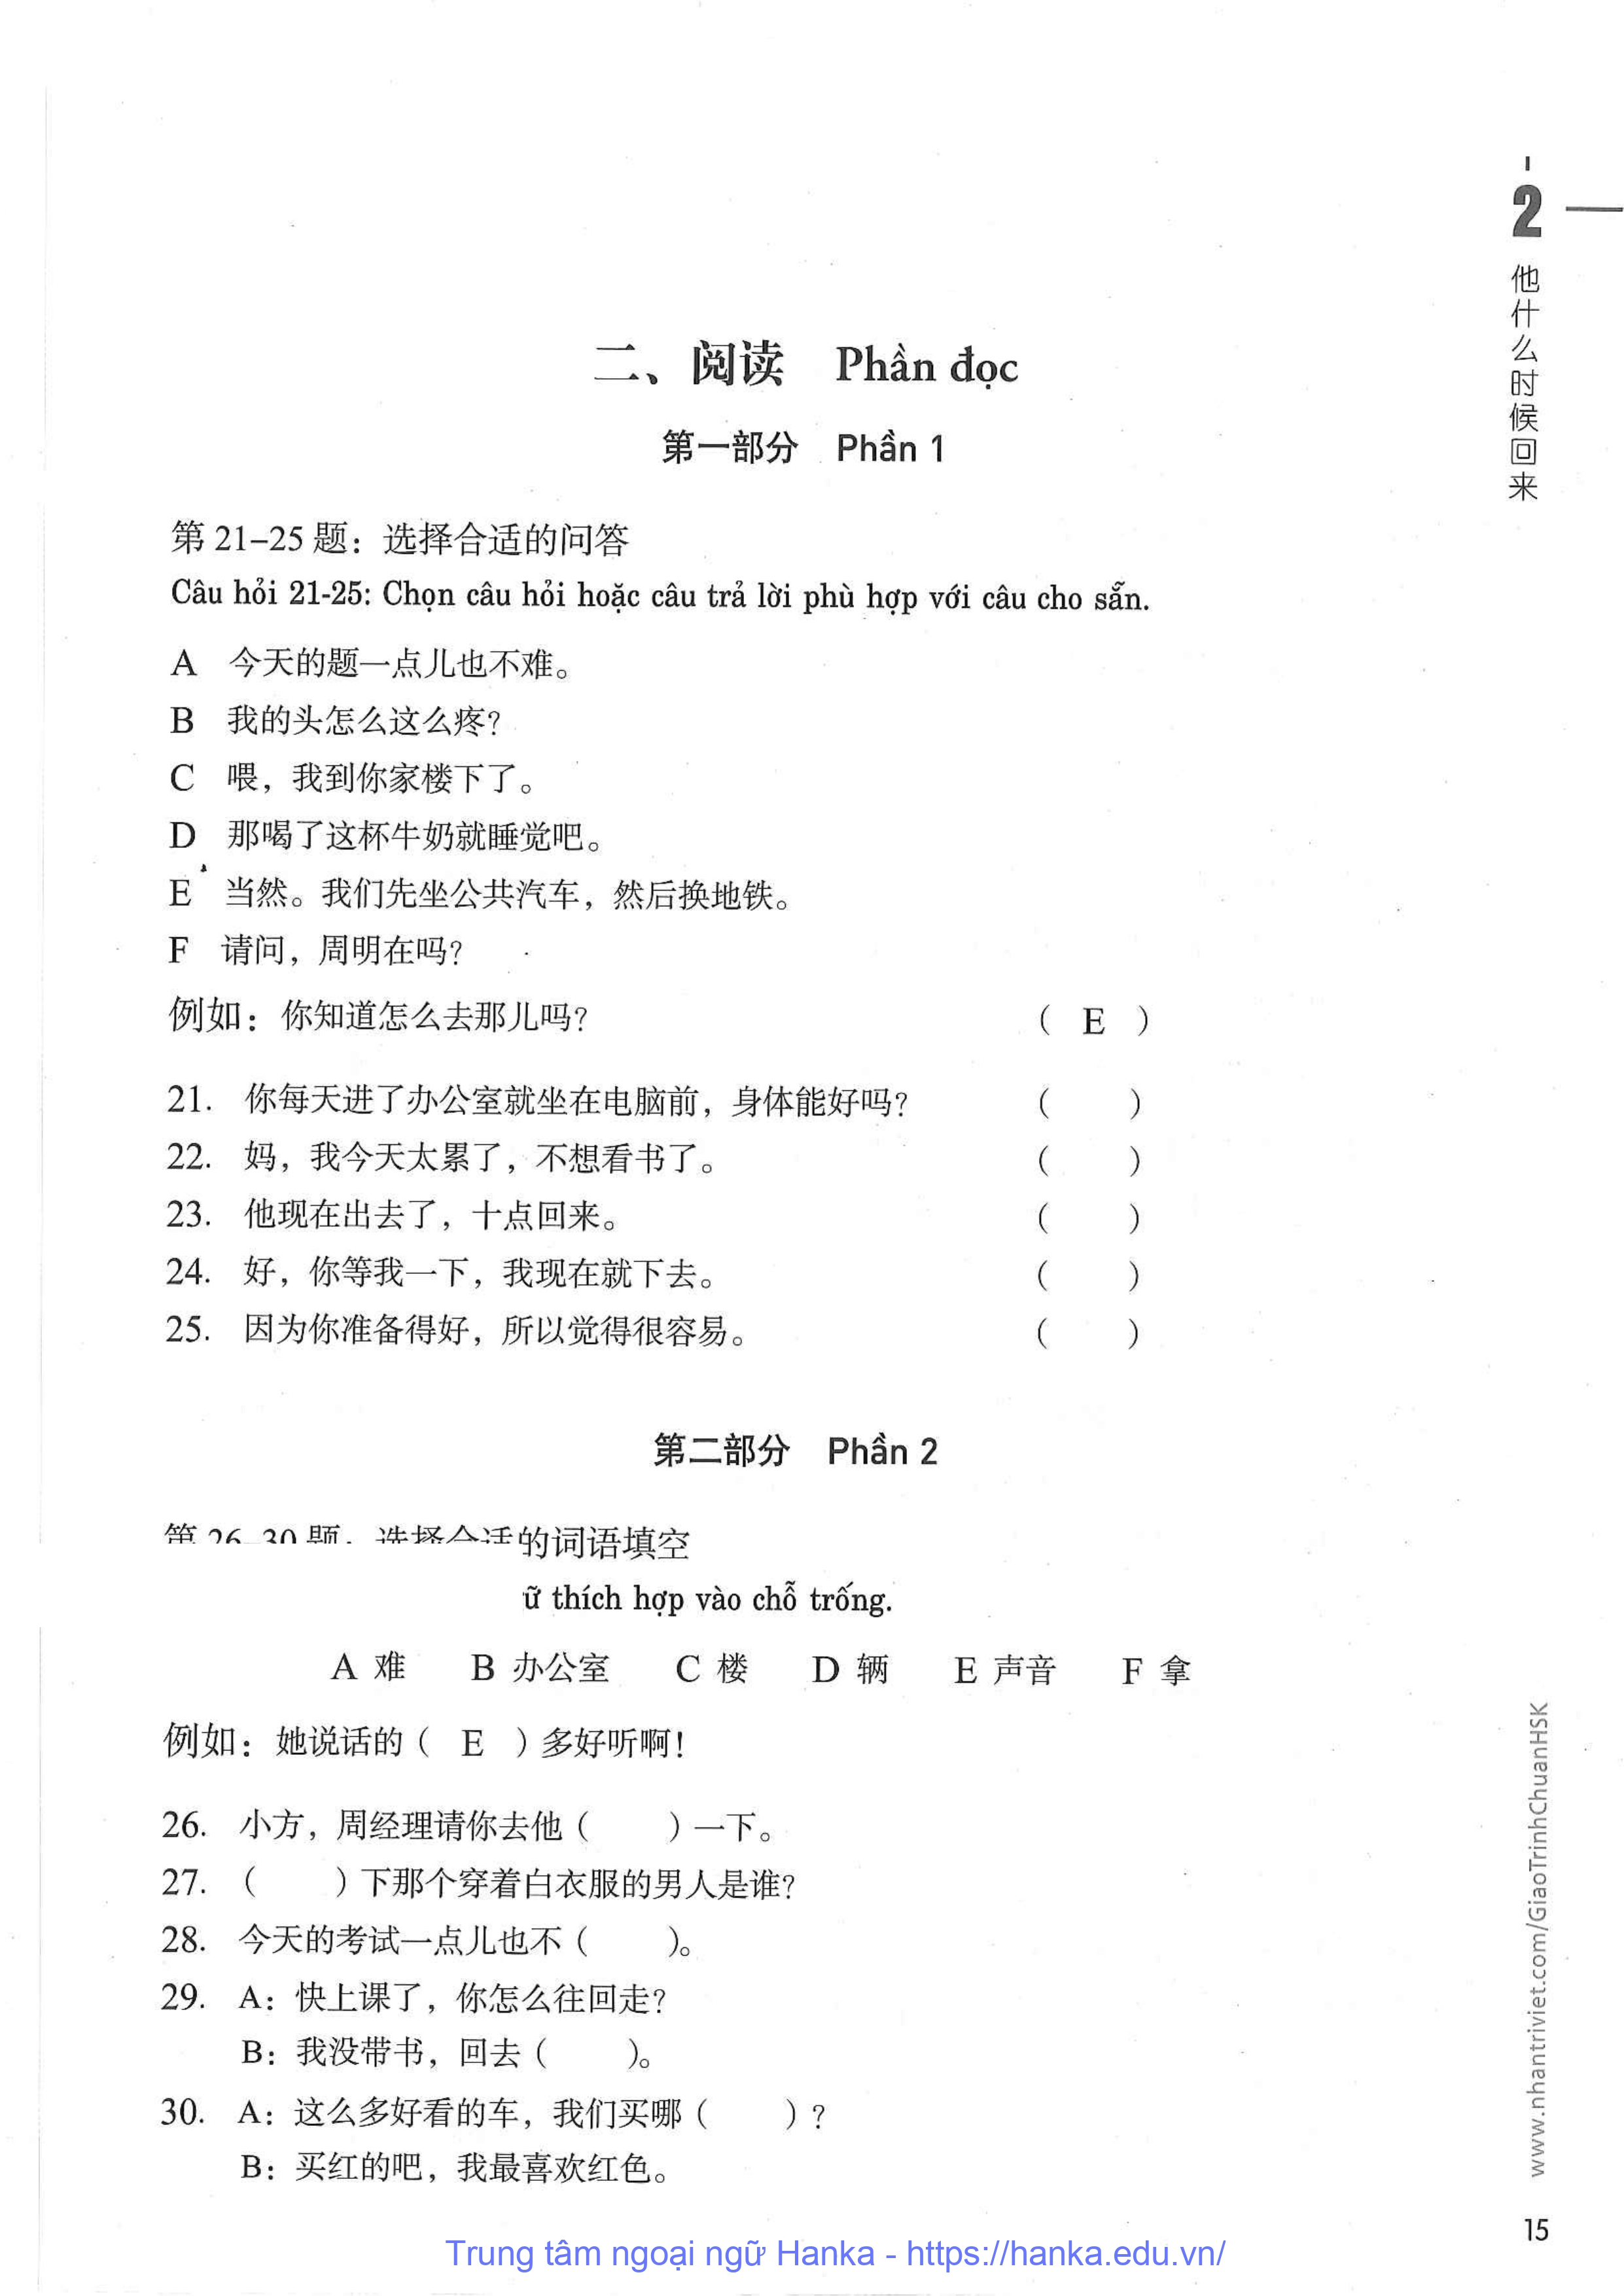 2
他什么时候回来
二、阅读 Phần đọc
第一部分 Phần 1
第 21–25 题：选择合适的问答
Câu hỏi 21-25: Chọn câu hỏi hoặc câu trả lời phù hợp với câu cho sẵn.
A 今天的题一点儿也不难。
B 我的头怎么这么疼？
C 喂，我到你家楼下了。
D 那喝了这杯牛奶就睡觉吧。
E 当然。我们先坐公共汽车，然后换地铁。
F 请问，周明在吗？
例如：你知道怎么去那儿吗？ （ E ）
21. 你每天进了办公室就坐在电脑前，身体能好吗？ （ ）
22. 妈，我今天太累了，不想看书了。 （ ）
23. 他现在出去了，十点回来。 （ ）
24. 好，你等我一下，我现在就下去。 （ ）
25. 因为你准备得好，所以觉得很容易。 （ ）
第二部分 Phần 2
第 26–30 题：选择合适的词语填空
ữ thích hợp vào chỗ trống.
A 难 B 办公室 C 楼 D 辆 E 声音 F 拿
例如：她说话的（ E ）多好听啊！
26. 小方，周经理请你去他（ ）一下。
27. （ ）下那个穿着白衣服的男人是谁？
28. 今天的考试一点儿也不（ ）。
29. A：快上课了，你怎么往回走？
B：我没带书，回去（ ）。
30. A：这么多好看的车，我们买哪（ ）？
B：买红的吧，我最喜欢红色。
www.nhantriviet.com/GiaoTrinhChuanHSK
15
Trung tâm ngoại ngữ Hanka - https://hanka.edu.vn/